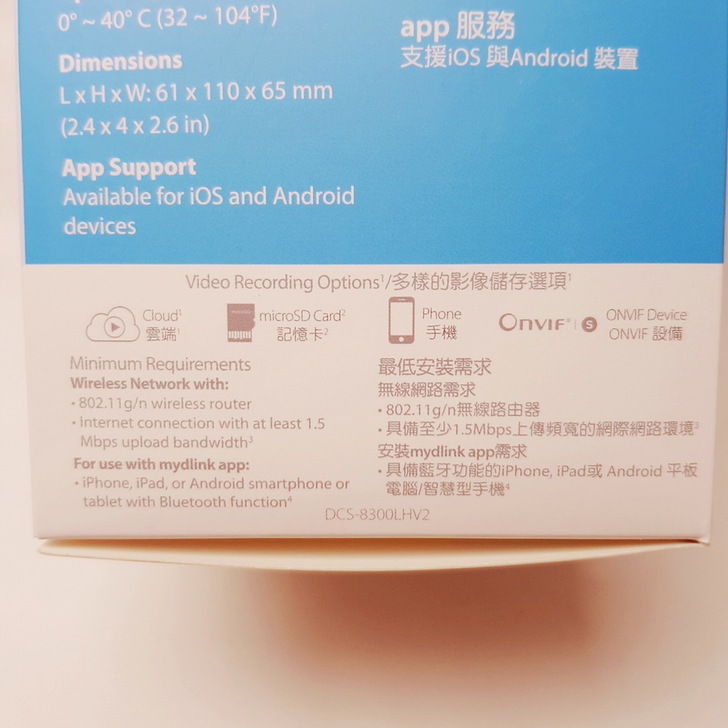 0° ~ 40° C (32 ~ 104°F)
Dimensions
L x H x W: 61 x 110 x 65 mm
(2.4 x 4 x 2.6 in)
App Support
Available for iOS and Android
devices
app 服務
支援iOS 與Android 裝置
Video Recording Options¹/多樣的影像儲存選項¹
Cloud¹
雲端¹
microSD Card²
記憶卡²
Phone
手機
ONVIF® | S
ONVIF Device
ONVIF 設備
Minimum Requirements
Wireless Network with:
• 802.11g/n wireless router
• Internet connection with at least 1.5
Mbps upload bandwidth³
For use with mydlink app:
• iPhone, iPad, or Android smartphone or
tablet with Bluetooth function⁴
最低安裝需求
無線網路需求
• 802.11g/n無線路由器
• 具備至少1.5Mbps上傳頻寬的網際網路環境³
安裝mydlink app需求
• 具備藍牙功能的iPhone, iPad或 Android 平板
電腦/智慧型手機⁴
DCS-8300LHV2